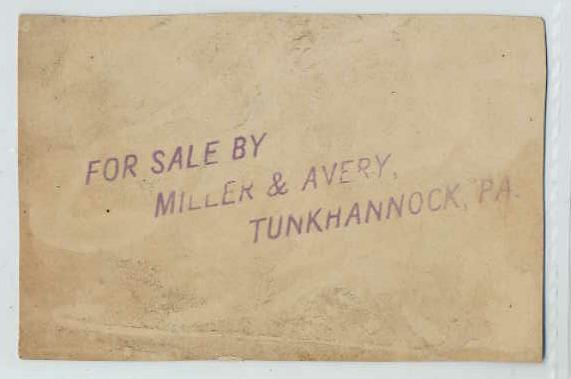 FOR SALE BY
MILLER & AVERY,
TUNKHANNOCK, PA.